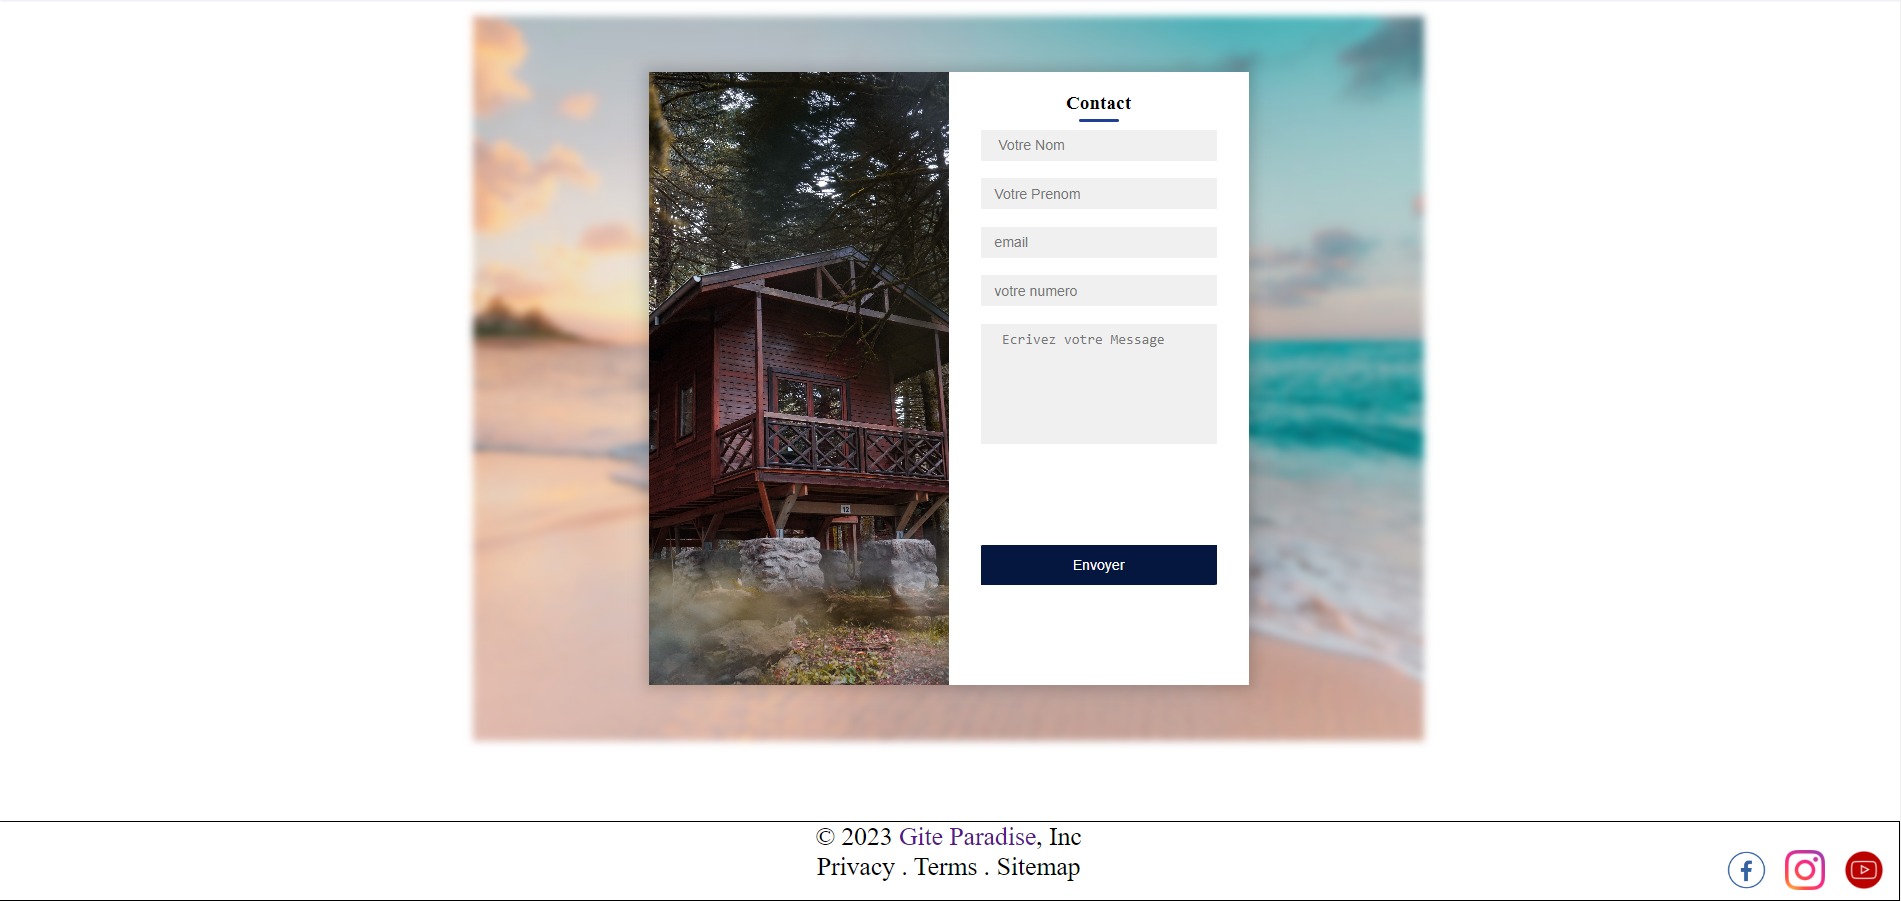 Contact
Votre Nom
Votre Prenom
email
votre numero
Ecrivez votre Message
12
Envoyer
© 2023 Gite Paradise, Inc
Privacy . Terms . Sitemap